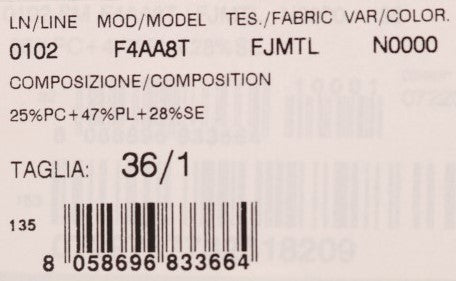 LN/LINE MOD/MODEL TES./FABRIC VAR/COLOR.
0102 F4AA8T FJMTL N0000
COMPOSIZIONE/COMPOSITION
25%PC+47%PL+28%SE
TAGLIA: 36/1
135
8 058696 833664